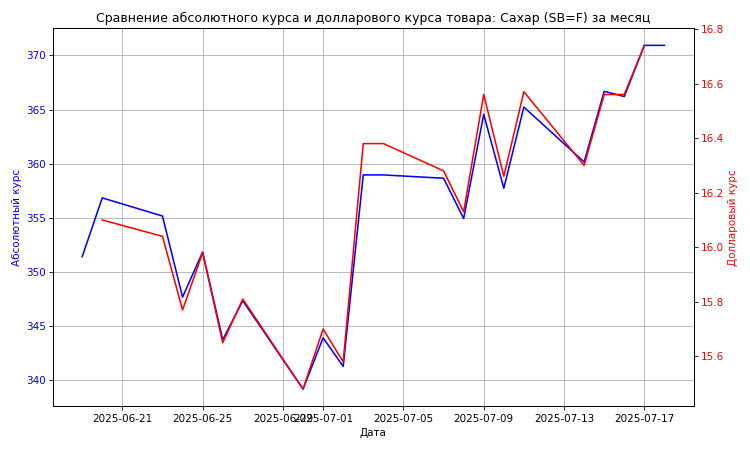 Сравнение абсолютного курса и долларового курса товара: Сахар (SB=F) за месяц
Абсолютный курс
370
365
360
355
350
345
340
16.8
16.6
16.4
16.2
16.0
15.8
15.6
Долларовый курс
2025-06-21 2025-06-25 2025-06-29 2025-07-01 2025-07-05 2025-07-09 2025-07-13 2025-07-17
Дата